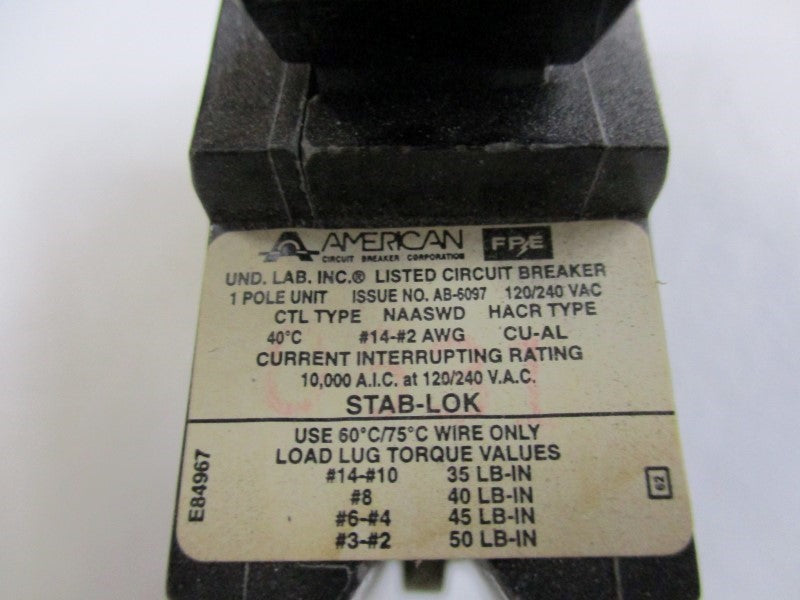 AMERICAN FPE
CIRCUIT BREAKER CORPORATION
UND. LAB. INC.® LISTED CIRCUIT BREAKER
1 POLE UNIT ISSUE NO. AB-6097 120/240 VAC
CTL TYPE NAASWD HACR TYPE
40°C #14-#2 AWG CU-AL
CURRENT INTERRUPTING RATING
10,000 A.I.C. at 120/240 V.A.C.
STAB-LOK
USE 60°C/75°C WIRE ONLY
LOAD LUG TORQUE VALUES
#14-#10 35 LB-IN
#8 40 LB-IN
#6-#4 45 LB-IN
#3-#2 50 LB-IN
E84967
62